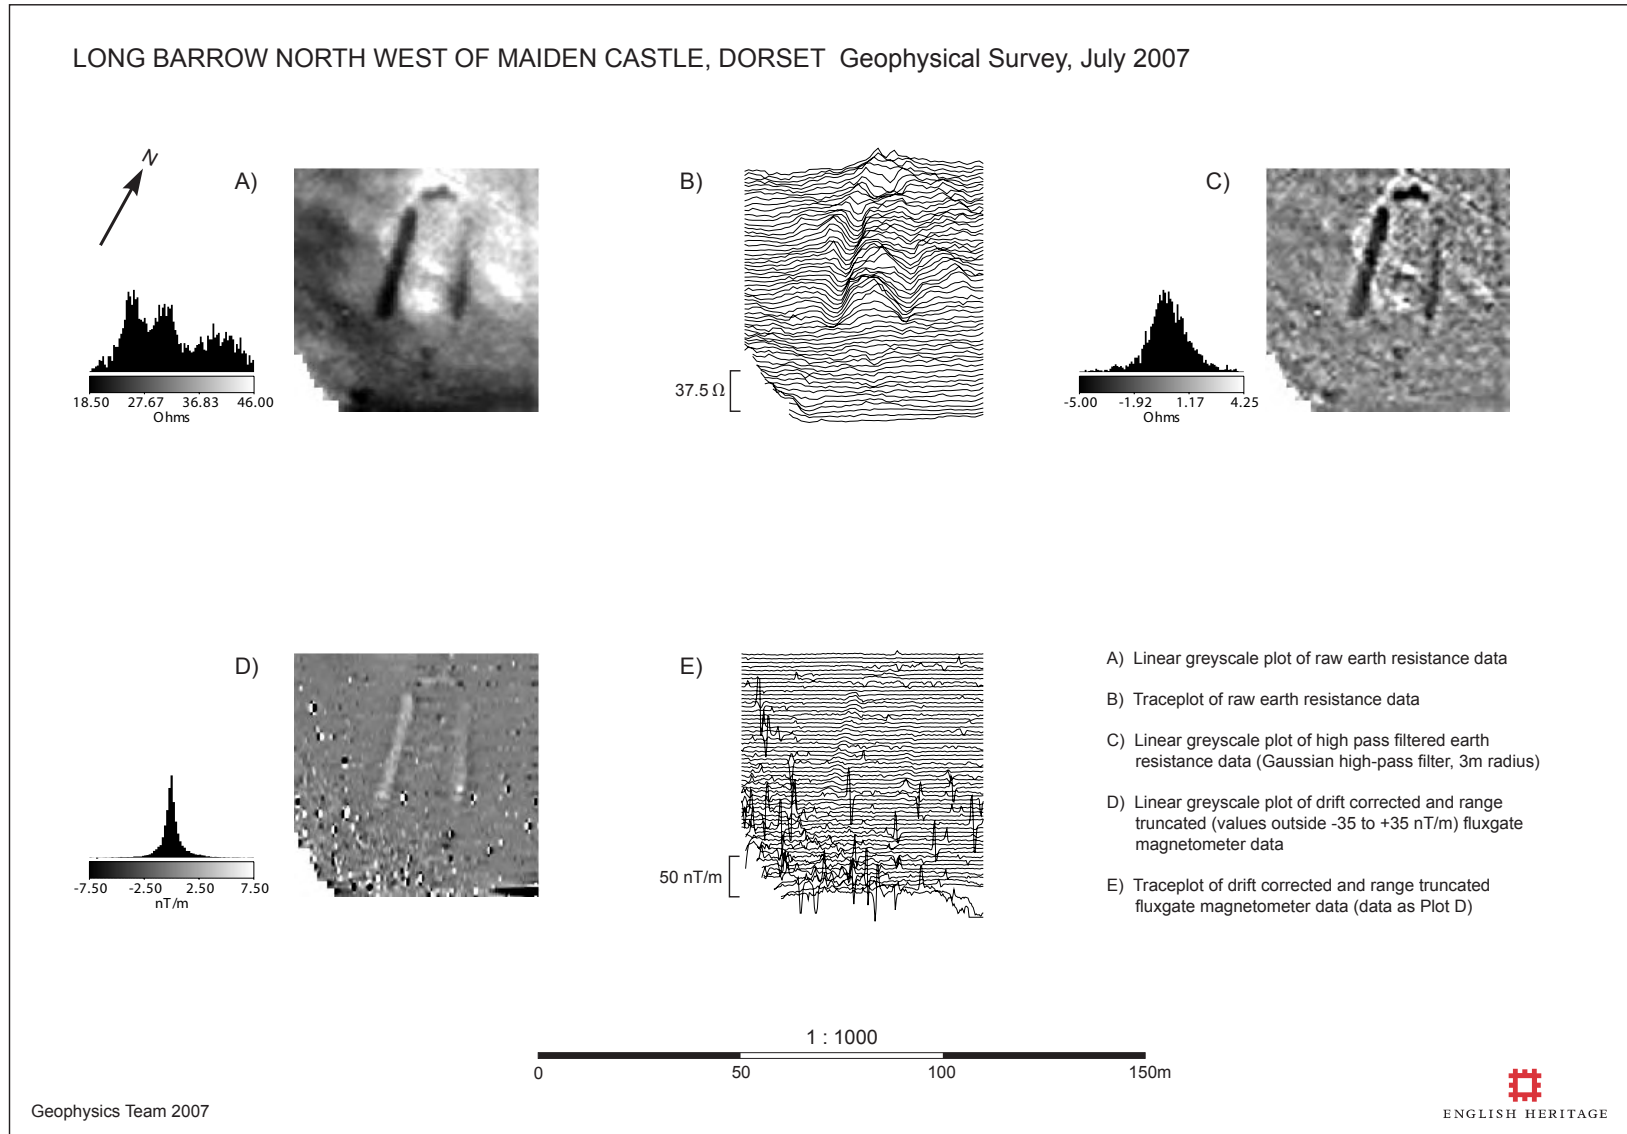 LONG BARROW NORTH WEST OF MAIDEN CASTLE, DORSET Geophysical Survey, July 2007
N
A)
B)
C)
18.50 27.67 36.83 46.00
Ohms
37.5 Ω
-5.00 -1.92 1.17 4.25
Ohms
D)
E)
-7.50 -2.50 2.50 7.50
nT/m
50 nT/m
A) Linear greyscale plot of raw earth resistance data
B) Traceplot of raw earth resistance data
C) Linear greyscale plot of high pass filtered earth
resistance data (Gaussian high-pass filter, 3m radius)
D) Linear greyscale plot of drift corrected and range
truncated (values outside -35 to +35 nT/m) fluxgate
magnetometer data
E) Traceplot of drift corrected and range truncated
fluxgate magnetometer data (data as Plot D)
1 : 1000
0 50 100 150m
Geophysics Team 2007
ENGLISH HERITAGE